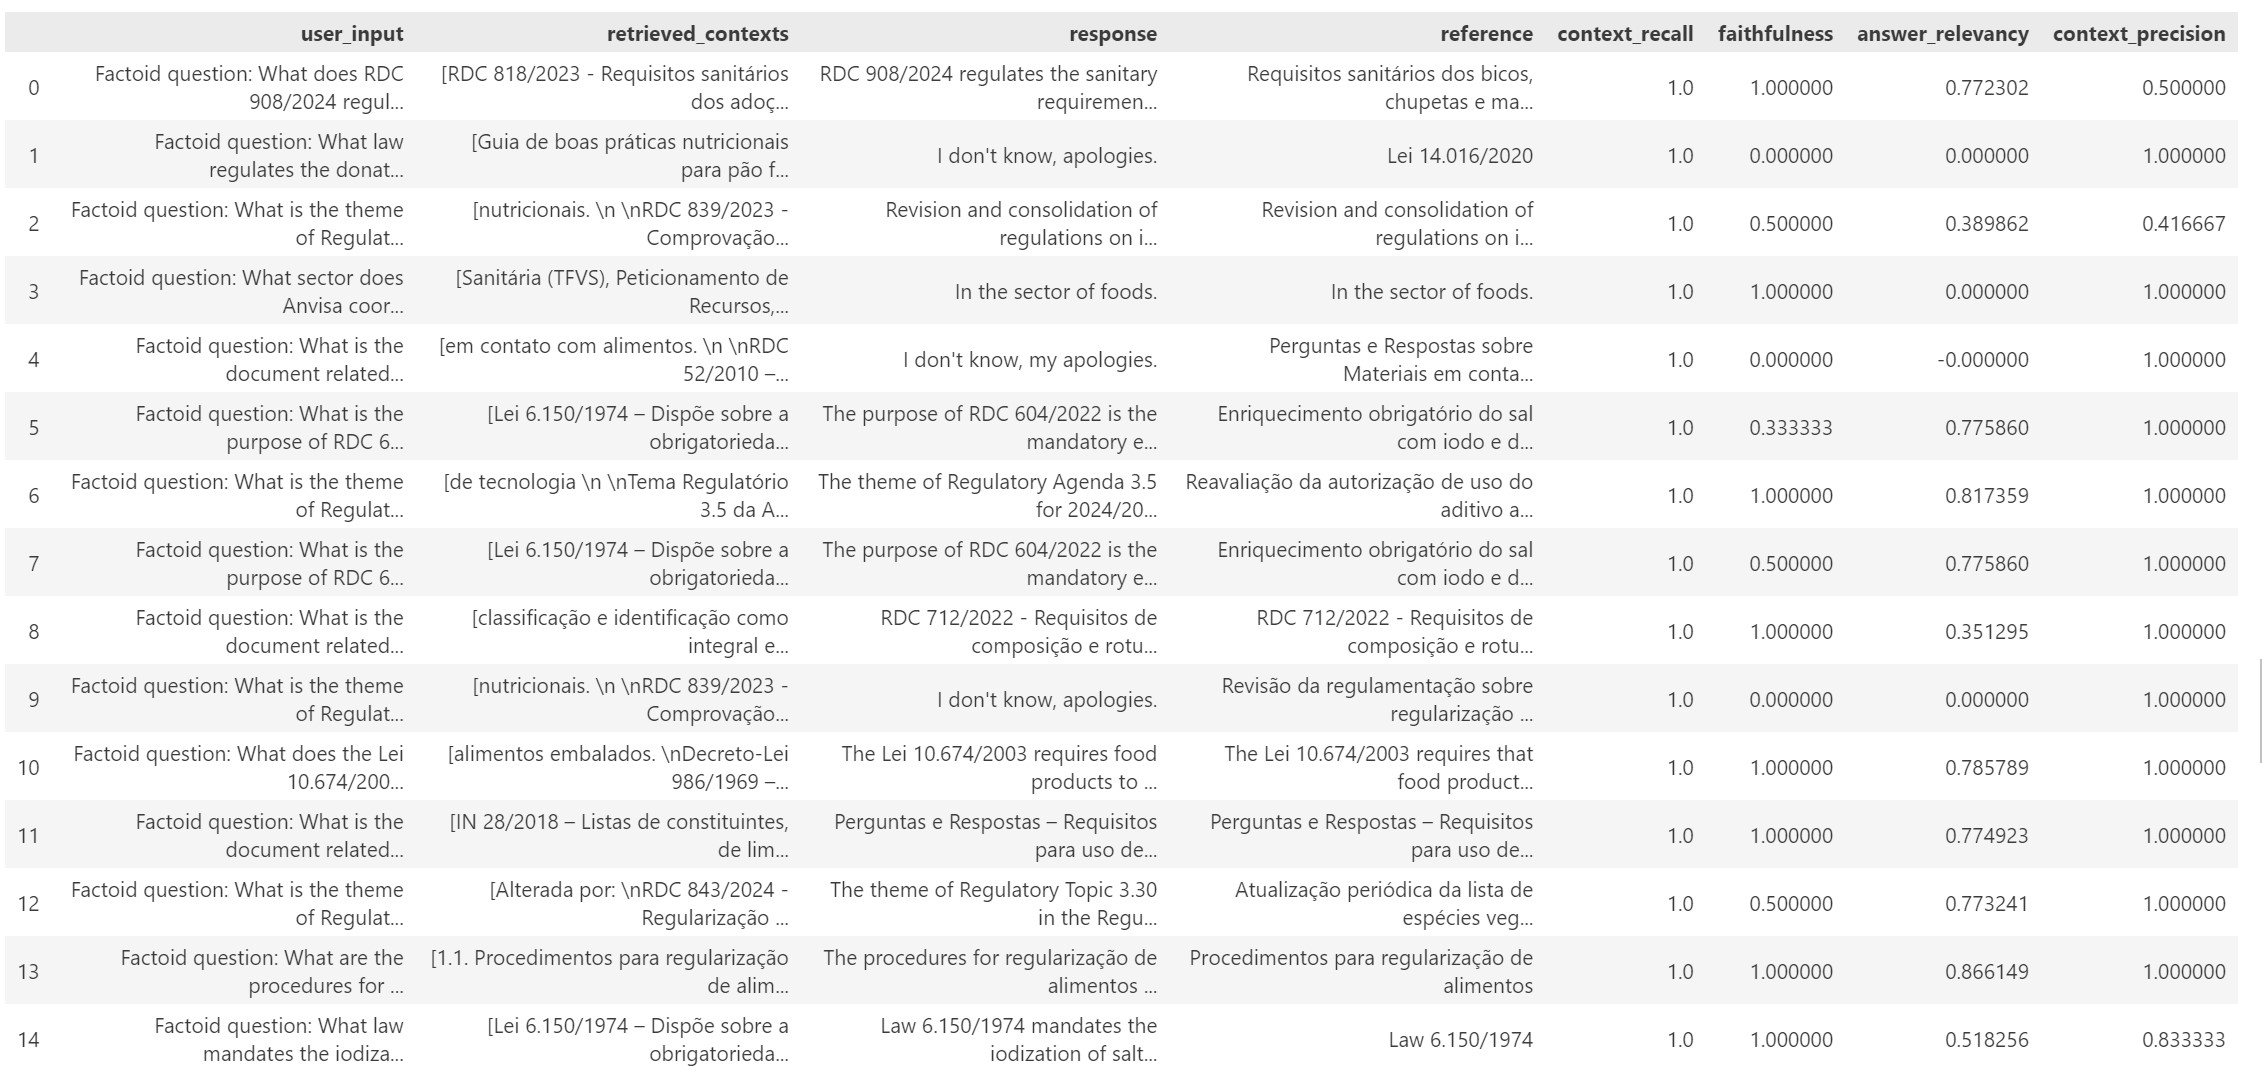 user_input retrieved_contexts response reference context_recall faithfulness answer_relevancy context_precision
0 Factoid question: What does RDC 908/2024 regul... [RDC 818/2023 - Requisitos sanitários dos adoç... RDC 908/2024 regulates the sanitary requiremen... Requisitos sanitários dos bicos, chupetas e ma... 1.0 1.000000 0.772302 0.500000
1 Factoid question: What law regulates the donat... [Guia de boas práticas nutricionais para pão f... I don't know, apologies. Lei 14.016/2020 1.0 0.000000 0.000000 1.000000
2 Factoid question: What is the theme of Regulat... [nutricionais. \n \nRDC 839/2023 - Comprovação... Revision and consolidation of regulations on i... Revision and consolidation of regulations on i... 1.0 0.500000 0.389862 0.416667
3 Factoid question: What sector does Anvisa coor... [Sanitária (TFVS), Peticionamento de Recursos,... In the sector of foods. In the sector of foods. 1.0 1.000000 0.000000 1.000000
4 Factoid question: What is the document related... [em contato com alimentos. \n \nRDC 52/2010 –... I don't know, my apologies. Perguntas e Respostas sobre Materiais em conta... 1.0 0.000000 -0.000000 1.000000
5 Factoid question: What is the purpose of RDC 6... [Lei 6.150/1974 – Dispõe sobre a obrigatorieda... The purpose of RDC 604/2022 is the mandatory e... Enriquecimento obrigatório do sal com iodo e d... 1.0 0.333333 0.775860 1.000000
6 Factoid question: What is the theme of Regulat... [de tecnologia \n \nTema Regulatório 3.5 da A... The theme of Regulatory Agenda 3.5 for 2024/20... Reavaliação da autorização de uso do aditivo a... 1.0 1.000000 0.817359 1.000000
7 Factoid question: What is the purpose of RDC 6... [Lei 6.150/1974 – Dispõe sobre a obrigatorieda... The purpose of RDC 604/2022 is the mandatory e... Enriquecimento obrigatório do sal com iodo e d... 1.0 0.500000 0.775860 1.000000
8 Factoid question: What is the document related... [classificação e identificação como integral e... RDC 712/2022 - Requisitos de composição e rotu... RDC 712/2022 - Requisitos de composição e rotu... 1.0 1.000000 0.351295 1.000000
9 Factoid question: What is the theme of Regulat... [nutricionais. \n \nRDC 839/2023 - Comprovação... I don't know, apologies. Revisão da regulamentação sobre regularização ... 1.0 0.000000 0.000000 1.000000
10 Factoid question: What does the Lei 10.674/200... [alimentos embalados. \nDecreto-Lei 986/1969 –... The Lei 10.674/2003 requires food products to ... The Lei 10.674/2003 requires that food product... 1.0 1.000000 0.785789 1.000000
11 Factoid question: What is the document related... [IN 28/2018 – Listas de constituintes, de lim... Perguntas e Respostas – Requisitos para uso de... Perguntas e Respostas – Requisitos para uso de... 1.0 1.000000 0.774923 1.000000
12 Factoid question: What is the theme of Regulat... [Alterada por: \nRDC 843/2024 - Regularização ... The theme of Regulatory Topic 3.30 in the Regu... Atualização periódica da lista de espécies veg... 1.0 0.500000 0.773241 1.000000
13 Factoid question: What are the procedures for ... [1.1. Procedimentos para regularização de alim... The procedures for regularização de alimentos ... Procedimentos para regularização de alimentos 1.0 1.000000 0.866149 1.000000
14 Factoid question: What law mandates the iodiza... [Lei 6.150/1974 – Dispõe sobre a obrigatorieda... Law 6.150/1974 mandates the iodization of salt... Law 6.150/1974 1.0 1.000000 0.518256 0.833333